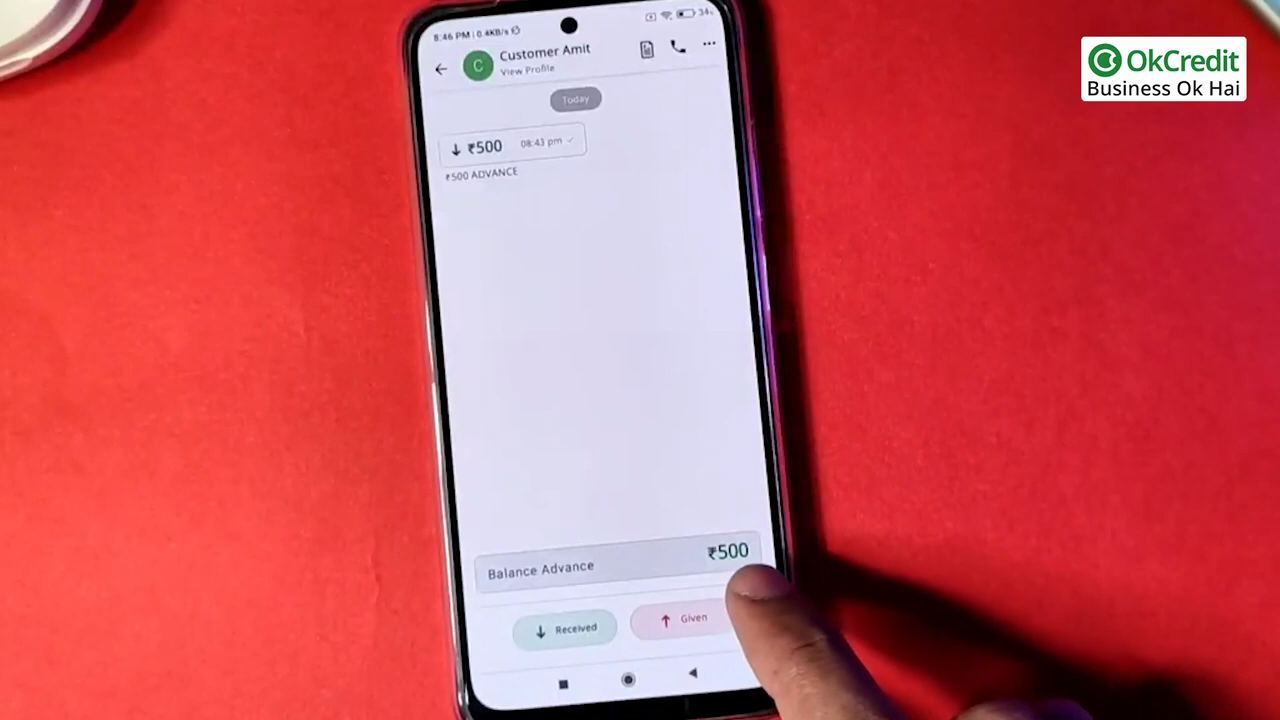 OkCredit
Business Ok Hai
8:46 PM | 0.4KB/s
34
Customer Amit
View Profile
C
Today
↓ ₹500 08:43 pm ✓
₹500 ADVANCE
Balance Advance ₹500
↓ Received ↑ Given